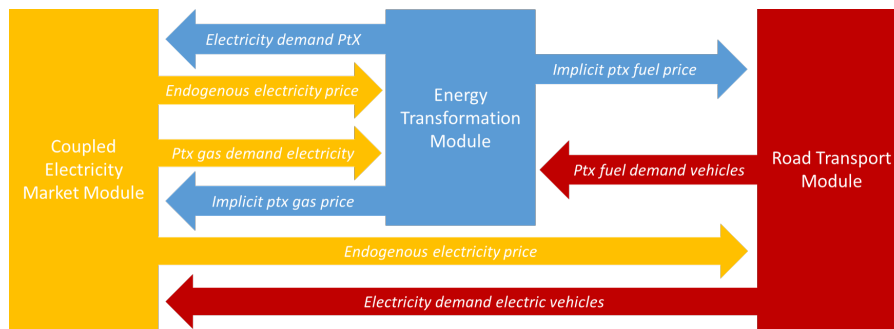 Electricity demand PtX
Implicit ptx fuel price
Endogenous electricity price
Energy
Transformation
Module
Coupled
Electricity
Market Module
Ptx gas demand electricity
Ptx fuel demand vehicles
Road Transport
Module
Implicit ptx gas price
Endogenous electricity price
Electricity demand electric vehicles